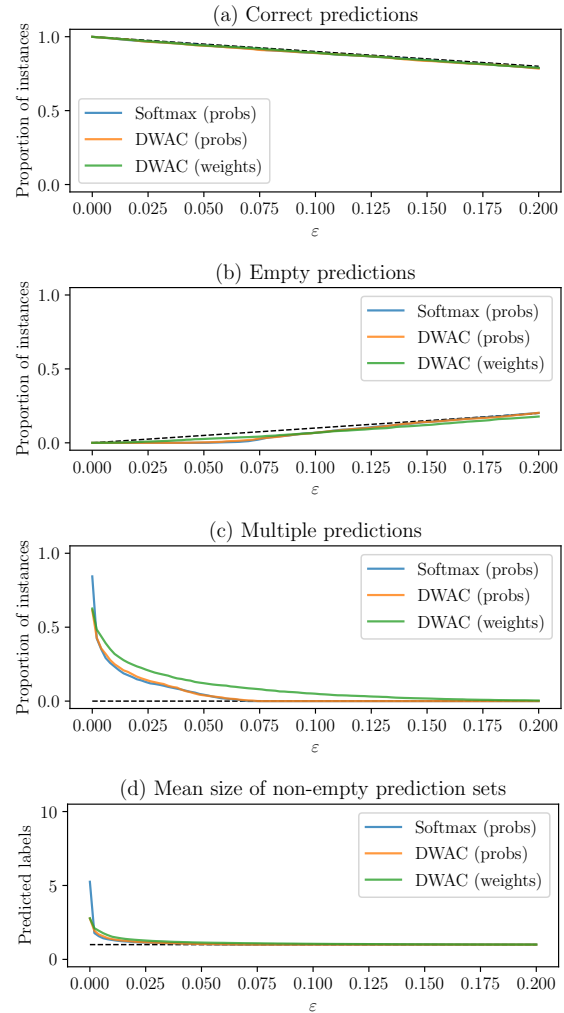 (a) Correct predictions
Proportion of instances
1.0
0.5
0.0
Softmax (probs)
DWAC (probs)
DWAC (weights)
0.000 0.025 0.050 0.075 0.100 0.125 0.150 0.175 0.200
ε
(b) Empty predictions
Proportion of instances
1.0
0.5
0.0
Softmax (probs)
DWAC (probs)
DWAC (weights)
0.000 0.025 0.050 0.075 0.100 0.125 0.150 0.175 0.200
ε
(c) Multiple predictions
Proportion of instances
1.0
0.5
0.0
Softmax (probs)
DWAC (probs)
DWAC (weights)
0.000 0.025 0.050 0.075 0.100 0.125 0.150 0.175 0.200
ε
(d) Mean size of non-empty prediction sets
Predicted labels
10
5
0
Softmax (probs)
DWAC (probs)
DWAC (weights)
0.000 0.025 0.050 0.075 0.100 0.125 0.150 0.175 0.200
ε